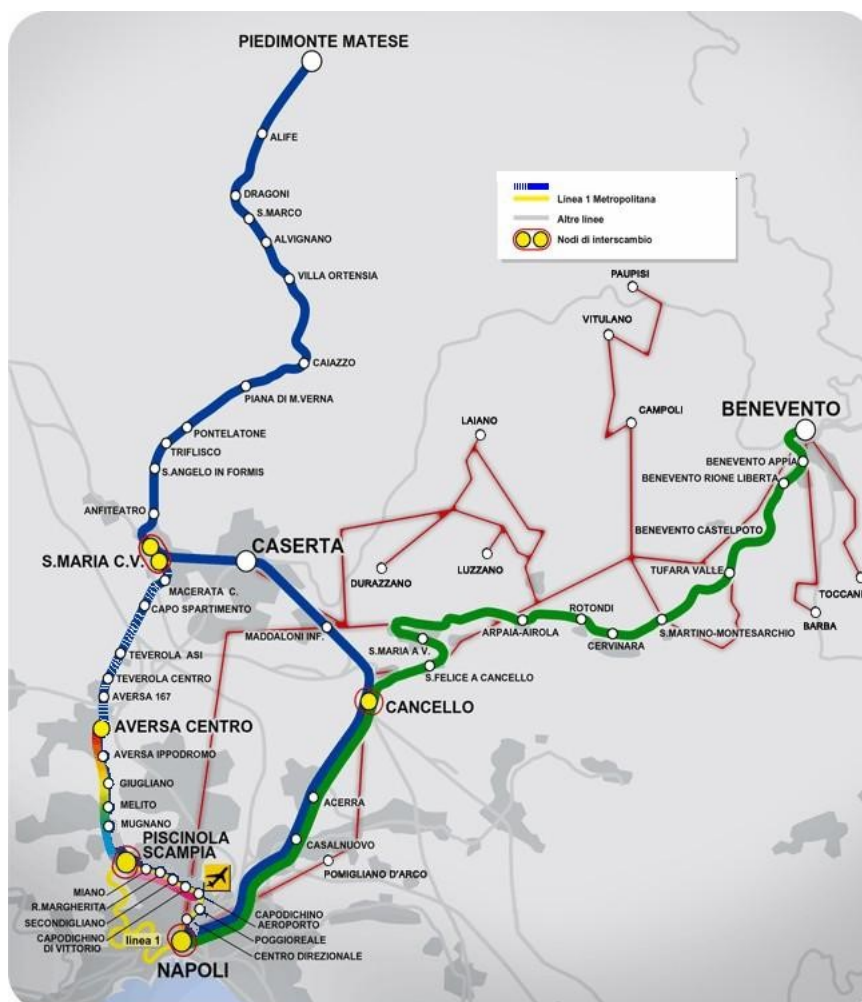 PIEDIMONTE MATESE
ALIFE
DRAGONI
S.MARCO
ALVIGNANO
VILLA ORTENSIA
Linea 1 Metropolitana
Altre linee
Nodi di interscambio
PAUPISI
VITULANO
CAIAZZO
PIANA DI M.VERNA
CAMPOLI
LAIANO
BENEVENTO
PONTELATONE
TRIFLISCO
S.ANGELO IN FORMIS
BENEVENTO APPIA
BENEVENTO RIONE LIBERTA
ANFITEATRO
BENEVENTO CASTELPOTO
S.MARIA C.V.
CASERTA
DURAZZANO
LUZZANO
TUFARA VALLE
MACERATA C.
CAPO SPARTIMENTO
TOCCANI
BARBA
MADDALONI INF.
S.MARIA A V.
ARPAIA-AIROLA
ROTONDI
CERVINARA
S.MARTINO-MONTESARCHIO
TEVEROLA ASI
TEVEROLA CENTRO
S.FELICE A CANCELLO
AVERSA 167
CANCELLO
AVERSA CENTRO
AVERSA IPPODROMO
GIUGLIANO
MELITO
MUGNANO
ACERRA
CASALNUOVO
POMIGLIANO D'ARCO
PISCINOLA
SCAMPIA
MIANO
R.MARGHERITA
SECONDIGLIANO
CAPODICHINO
DI VITTORIO
linea 1
CAPODICHINO
AEROPORTO
POGGIOREALE
CENTRO DIREZIONALE
NAPOLI